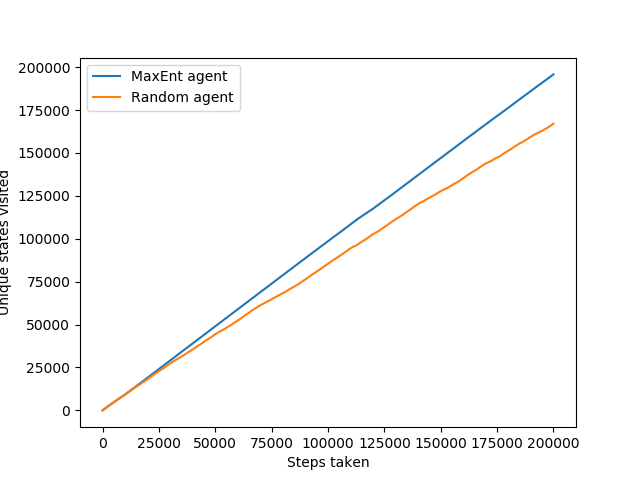 200000
175000
150000
125000
100000
75000
50000
25000
0
Unique states visited
MaxEnt agent
Random agent
0 25000 50000 75000 100000 125000 150000 175000 200000
Steps taken